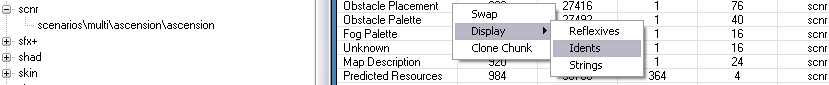 scnr
scenarios\multi\ascension\ascension
sfx+
shad
skin
Obstacle Placement 27416 1 76 scnr
Obstacle Palette 27492 1 40 scnr
Fog Palette 1 16 scnr
Unknown 1 16 scnr
Map Description 920 1 24 scnr
Predicted Resources 984 364 4 scnr
Swap
Display
Clone Chunk
Reflexives
Idents
Strings